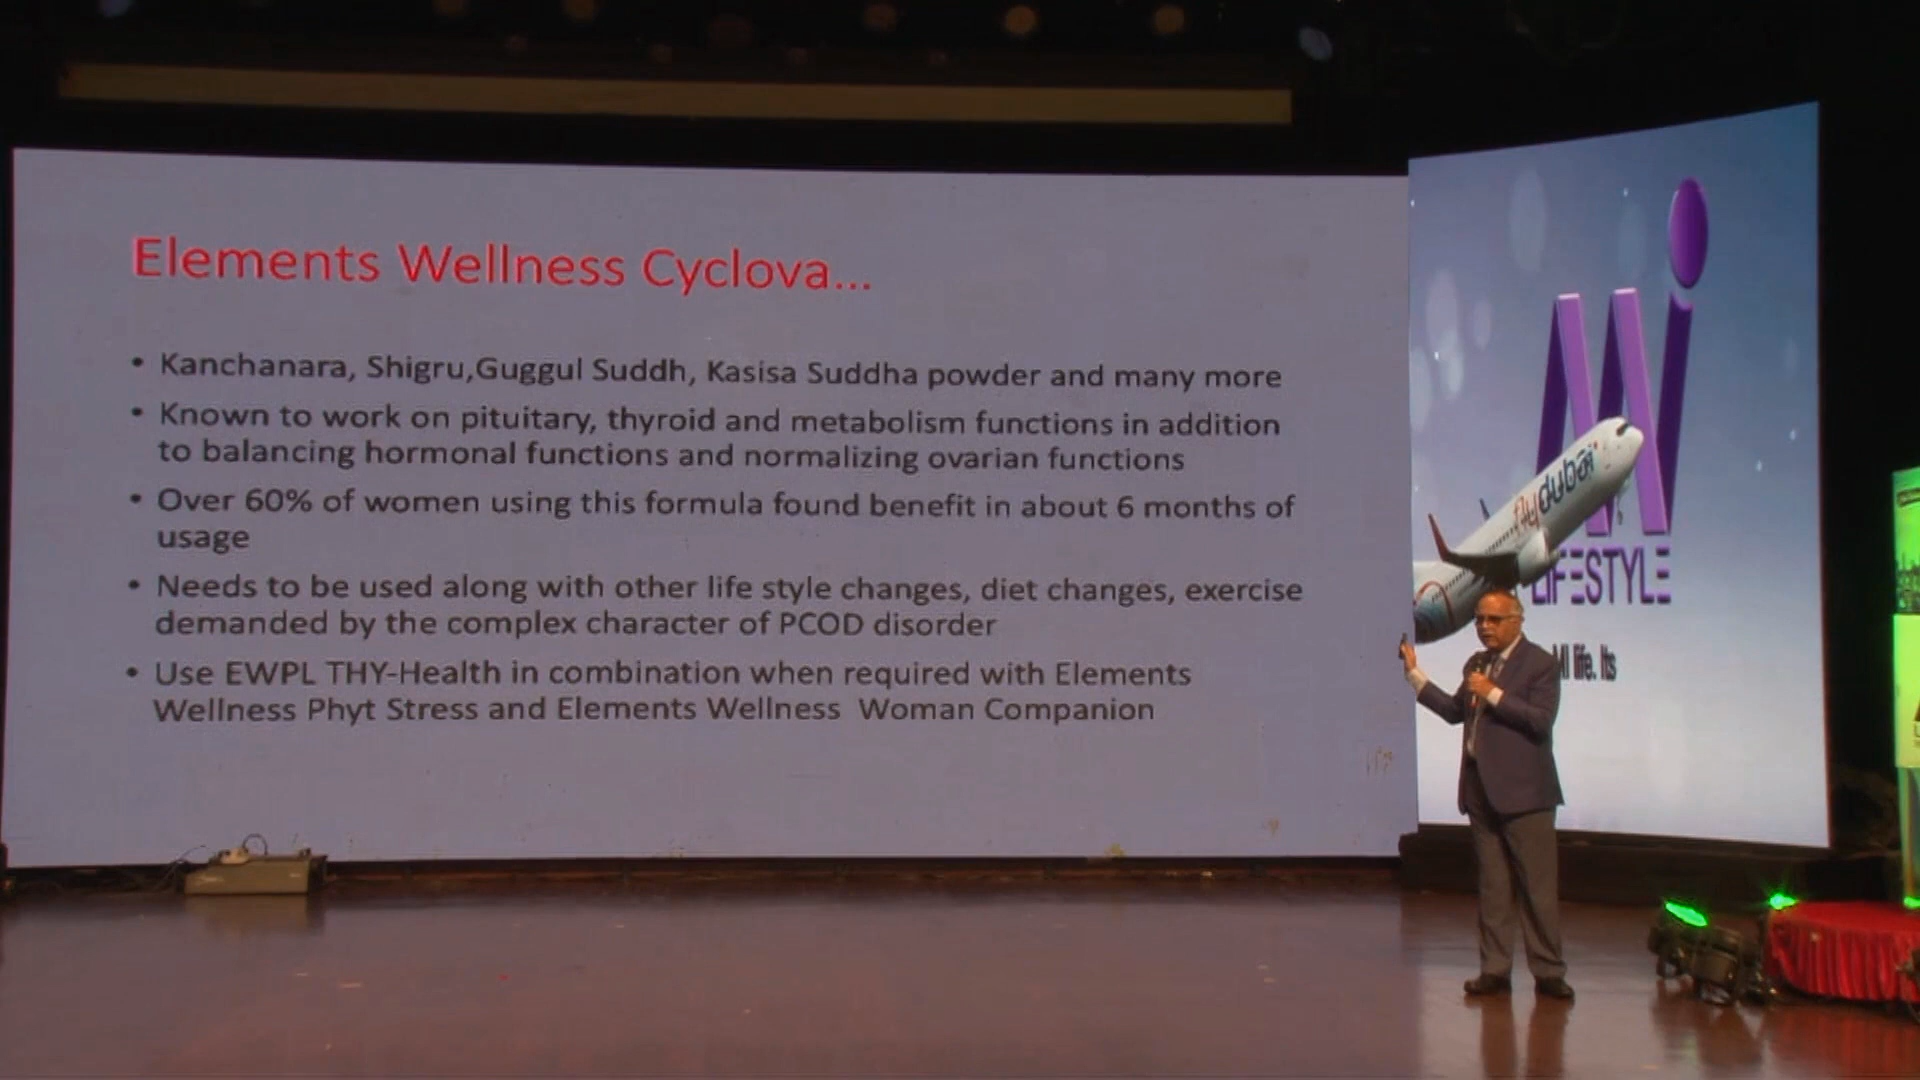 Elements Wellness Cyclova...
• Kanchanara, Shigru,Guggul Suddh, Kasisa Suddha powder and many more
• Known to work on pituitary, thyroid and metabolism functions in addition
to balancing hormonal functions and normalizing ovarian functions
• Over 60% of women using this formula found benefit in about 6 months of
usage
• Needs to be used along with other life style changes, diet changes, exercise
demanded by the complex character of PCOD disorder
• Use EWPL THY-Health in combination when required with Elements
Wellness Phyt Stress and Elements Wellness Woman Companion
Mi
flydubai
LIFESTYLE
MI life. Its